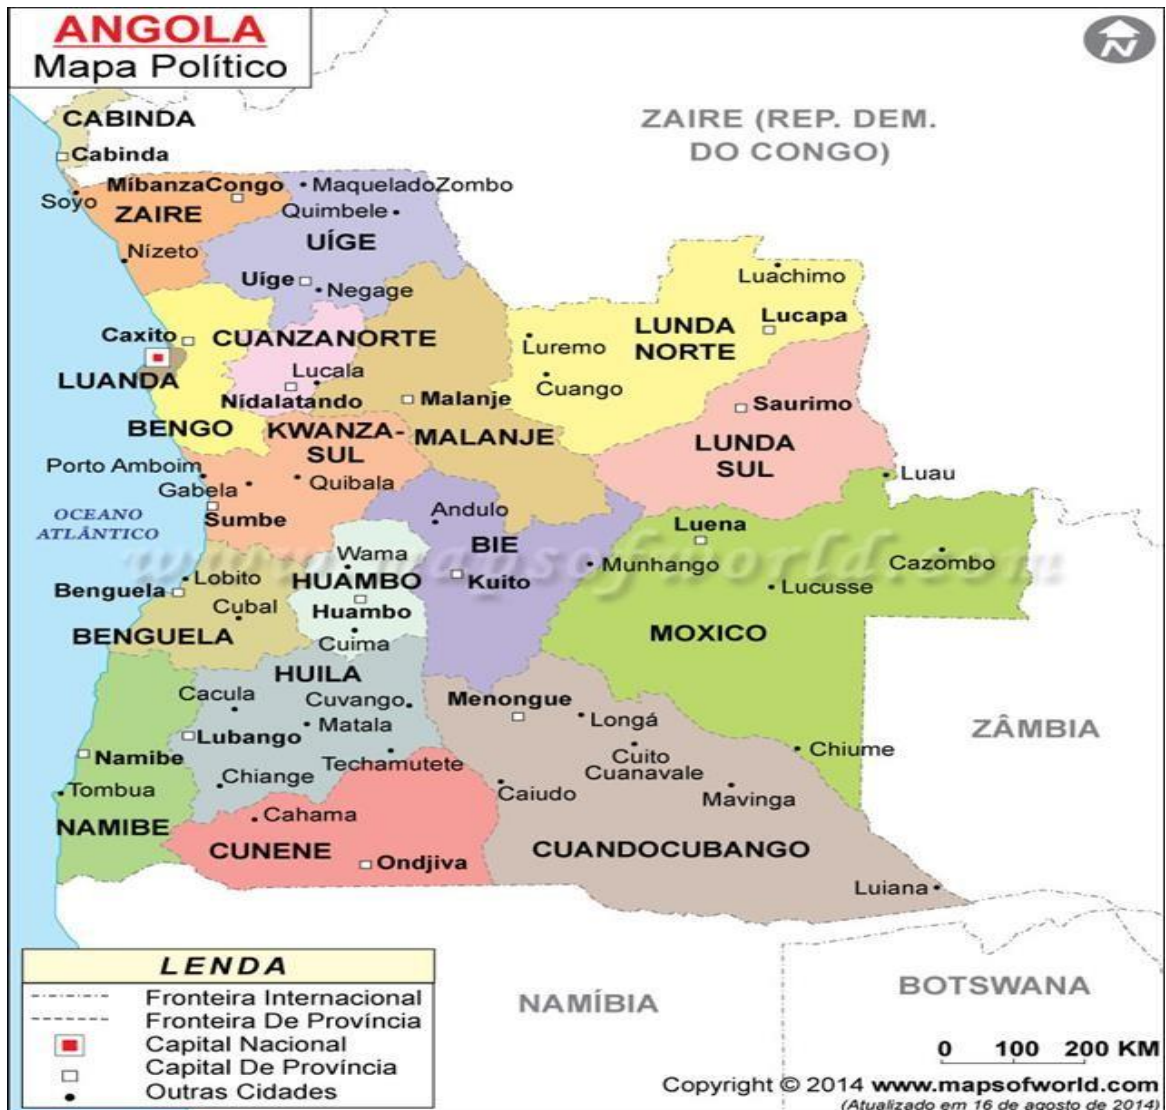 ANGOLA
Mapa Político
N
CABINDA
Cabinda
ZAIRE (REP. DEM.
DO CONGO)
MíbanzaCongo
MaqueladoZombo
Soyo
ZAIRE
Quimbele
UÍGE
Nízeto
Uíge
Negage
Luachimo
Caxito
CUANZANORTE
LUNDA
NORTE
Lucapa
Luremo
LUANDA
Lucala
Cuango
Nídalatando
Malanje
Saurimo
BENGO
KWANZA-
SUL
MALANJE
LUNDA
SUL
Porto Amboim
Gabela
Quibala
Luau
OCEANO
ATLÂNTICO
Sumbe
Andulo
Luena
BIE
www.mapsofworld.com
Wama
Cazombo
Lobito
HUAMBO
Kuito
Munhango
Benguela
Lucusse
Cubal
Huambo
BENGUELA
Cuima
MOXICO
HUILA
Cacula
Cuvango
Menongue
Longá
Lubango
Matala
ZÂMBIA
Namibe
Techamutete
Cuito
Cuanavale
Chiume
Tombua
Chiange
Caiudo
Mavinga
NAMIBE
Cahama
CUNENE
Ondjiva
CUANDOCUBANGO
Luiana
LENDA
Fronteira Internacional
Fronteira De Província
Capital Nacional
Capital De Província
Outras Cidades
NAMÍBIA
BOTSWANA
0 100 200 KM
Copyright © 2014 www.mapsofworld.com
(Atualizado em 16 de agosto de 2014)